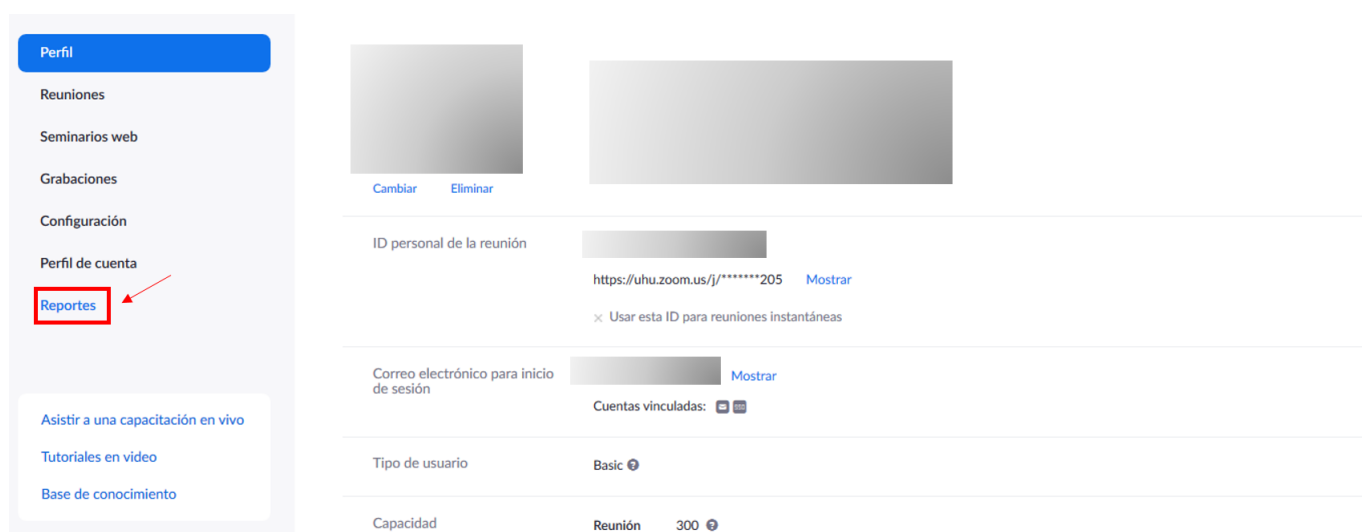 Perfil
Reuniones
Seminarios web
Grabaciones
Configuración
Perfil de cuenta
Reportes
Asistir a una capacitación en vivo
Tutoriales en video
Base de conocimiento
Cambiar Eliminar
ID personal de la reunión
https://uhu.zoom.us/j/*******205 Mostrar
× Usar esta ID para reuniones instantáneas
Correo electrónico para inicio
de sesión
Mostrar
Cuentas vinculadas:
Tipo de usuario
Basic
Capacidad
Reunión 300